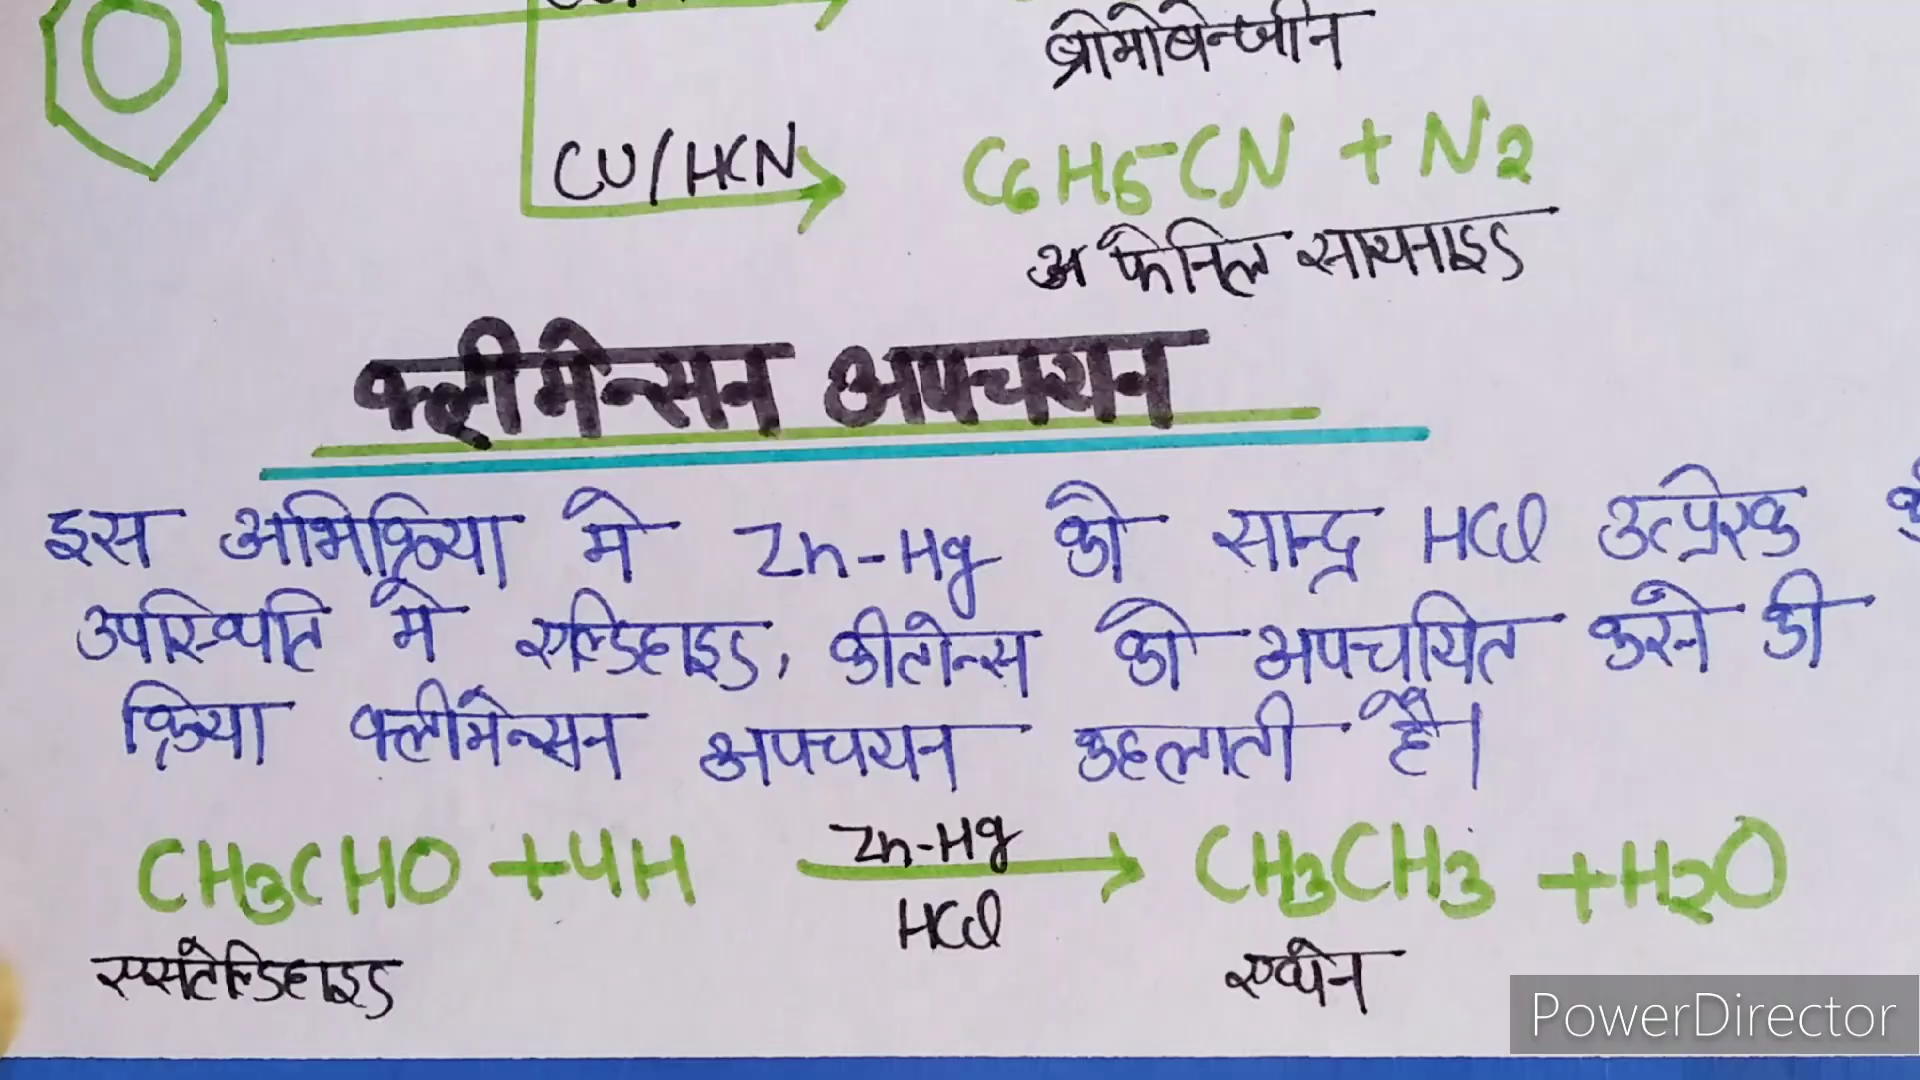 ब्रोमोबेन्जीन
CU/HCN
C6H5-CN + N2
अ फेनिल सायनाइड
क्लीमेन्सन अपचयन
इस अभिक्रिया मे Zn-Hg को सान्द्र HCl उत्प्रेरक की
उपस्थिति मे एल्डिहाइड, कीटोन्स को अपचयित करने की
क्रिया क्लीमेन्सन अपचयन कहलाती है।
CH3CHO + 4H Zn-Hg HCl CH3CH3 + H2O
एसीटेल्डिहाइड एथेन
PowerDirector